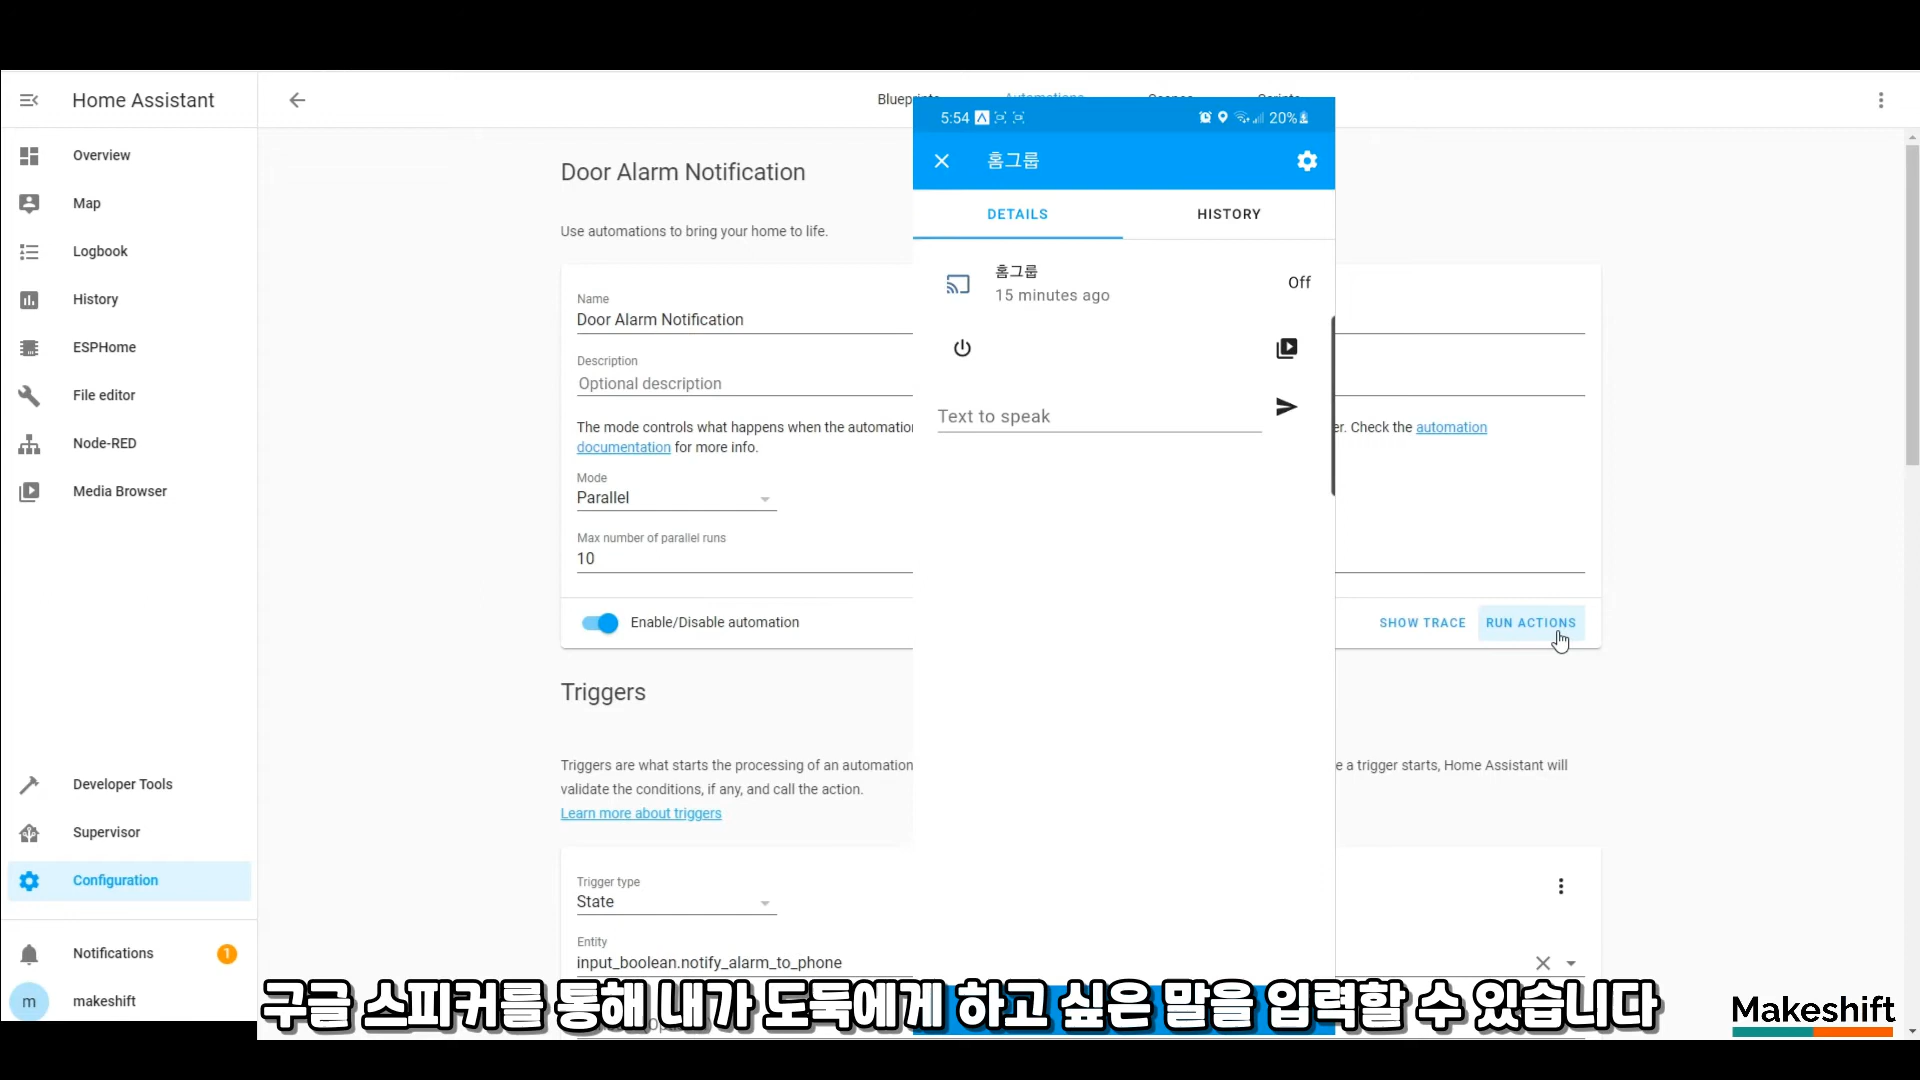 Home Assistant
Overview
Map
Logbook
History
ESPHome
File editor
Node-RED
Media Browser
Developer Tools
Supervisor
Configuration
Notifications
1
m
makeshift
Door Alarm Notification
Use automations to bring your home to life.
Name
Door Alarm Notification
Description
Optional description
The mode controls what happens when the automation
er. Check the automation
documentation for more info.
Mode
Parallel
Max number of parallel runs
10
Enable/Disable automation
SHOW TRACE
RUN ACTIONS
Triggers
Triggers are what starts the processing of an automation
e a trigger starts, Home Assistant will
validate the conditions, if any, and call the action.
Learn more about triggers
Trigger type
State
Entity
input_boolean.notify_alarm_to_phone
5:54
20%
홈그룹
DETAILS
HISTORY
홈그룹
15 minutes ago
Off
Text to speak
구글 스피커를 통해 내가 도둑에게 하고 싶은 말을 입력할 수 있습니다
Makeshift